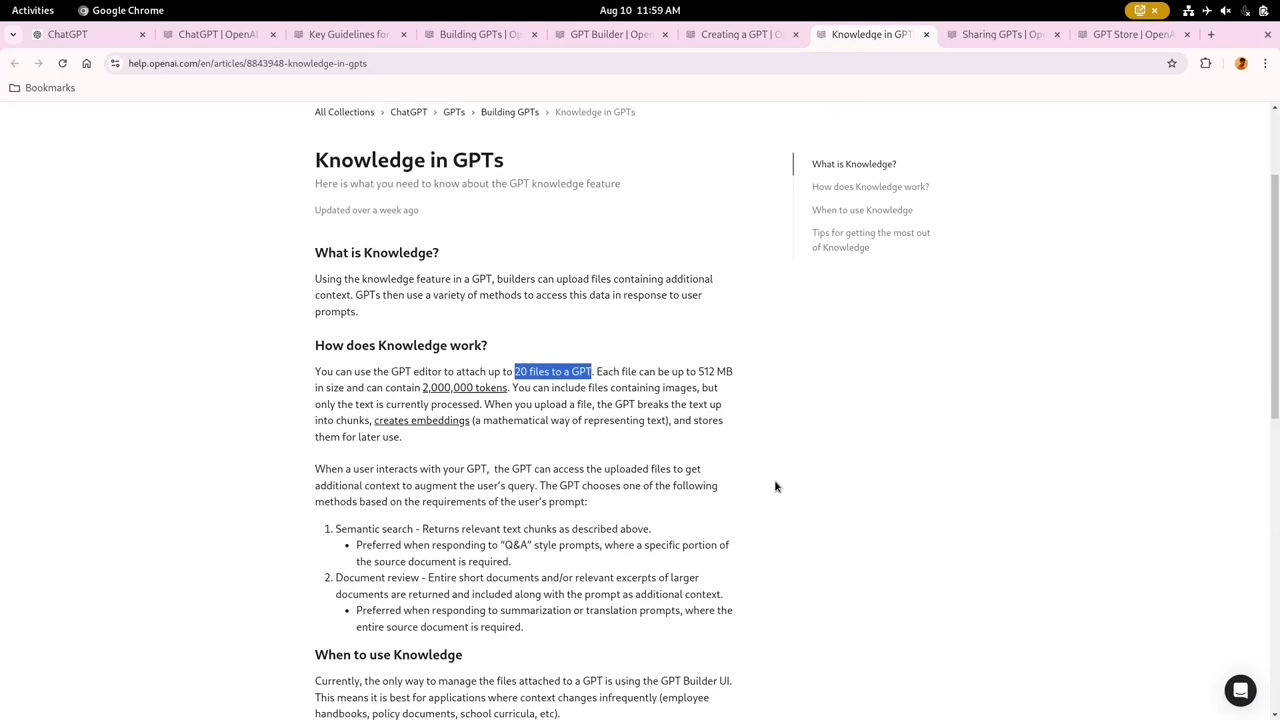 Activities
Google Chrome
Aug 10 11:59 AM
ChatGPT
ChatGPT | OpenAI
Key Guidelines for
Building GPTs | O
GPT Builder | Open
Creating a GPT | O
Knowledge in GPT
Sharing GPTs | Op
GPT Store | OpenA
help.openai.com/en/articles/8843948-knowledge-in-gpts
Bookmarks
All Collections > ChatGPT > GPTs > Building GPTs > Knowledge in GPTs
Knowledge in GPTs
Here is what you need to know about the GPT knowledge feature
Updated over a week ago
What is Knowledge?
Using the knowledge feature in a GPT, builders can upload files containing additional
context. GPTs then use a variety of methods to access this data in response to user
prompts.
How does Knowledge work?
You can use the GPT editor to attach up to 20 files to a GPT. Each file can be up to 512 MB
in size and can contain 2,000,000 tokens. You can include files containing images, but
only the text is currently processed. When you upload a file, the GPT breaks the text up
into chunks, creates embeddings (a mathematical way of representing text), and stores
them for later use.
When a user interacts with your GPT, the GPT can access the uploaded files to get
additional context to augment the user's query. The GPT chooses one of the following
methods based on the requirements of the user's prompt:
1. Semantic search - Returns relevant text chunks as described above.
• Preferred when responding to "Q&A" style prompts, where a specific portion of
the source document is required.
2. Document review - Entire short documents and/or relevant excerpts of larger
documents are returned and included along with the prompt as additional context.
• Preferred when responding to summarization or translation prompts, where the
entire source document is required.
When to use Knowledge
Currently, the only way to manage the files attached to a GPT is using the GPT Builder UI.
This means it is best for applications where context changes infrequently (employee
handbooks, policy documents, school curricula, etc).
What is Knowledge?
How does Knowledge work?
When to use Knowledge
Tips for getting the most out
of Knowledge